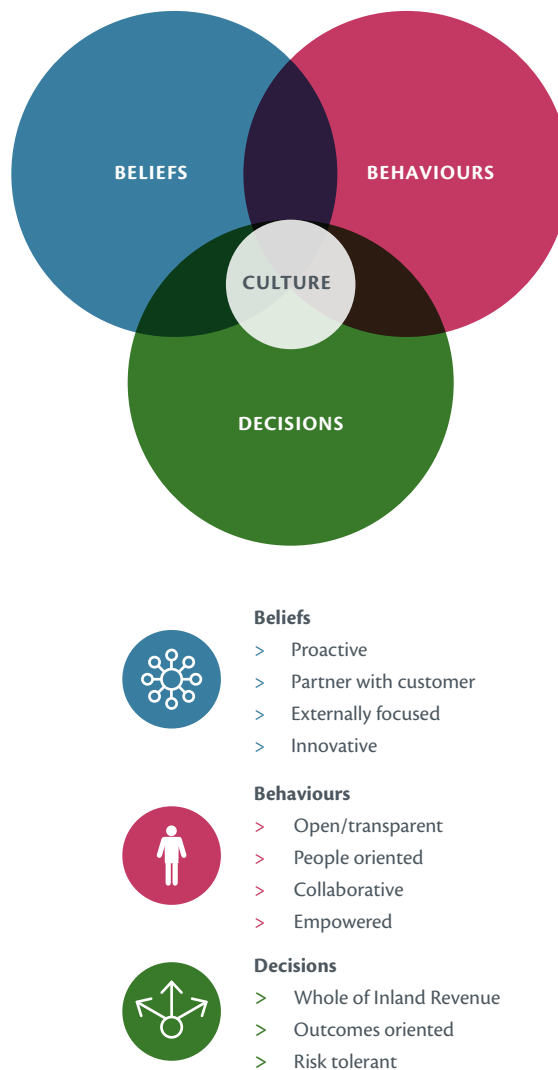 BELIEFS
BEHAVIOURS
CULTURE
DECISIONS
Beliefs
> Proactive
> Partner with customer
> Externally focused
> Innovative
Behaviours
> Open/transparent
> People oriented
> Collaborative
> Empowered
Decisions
> Whole of Inland Revenue
> Outcomes oriented
> Risk tolerant